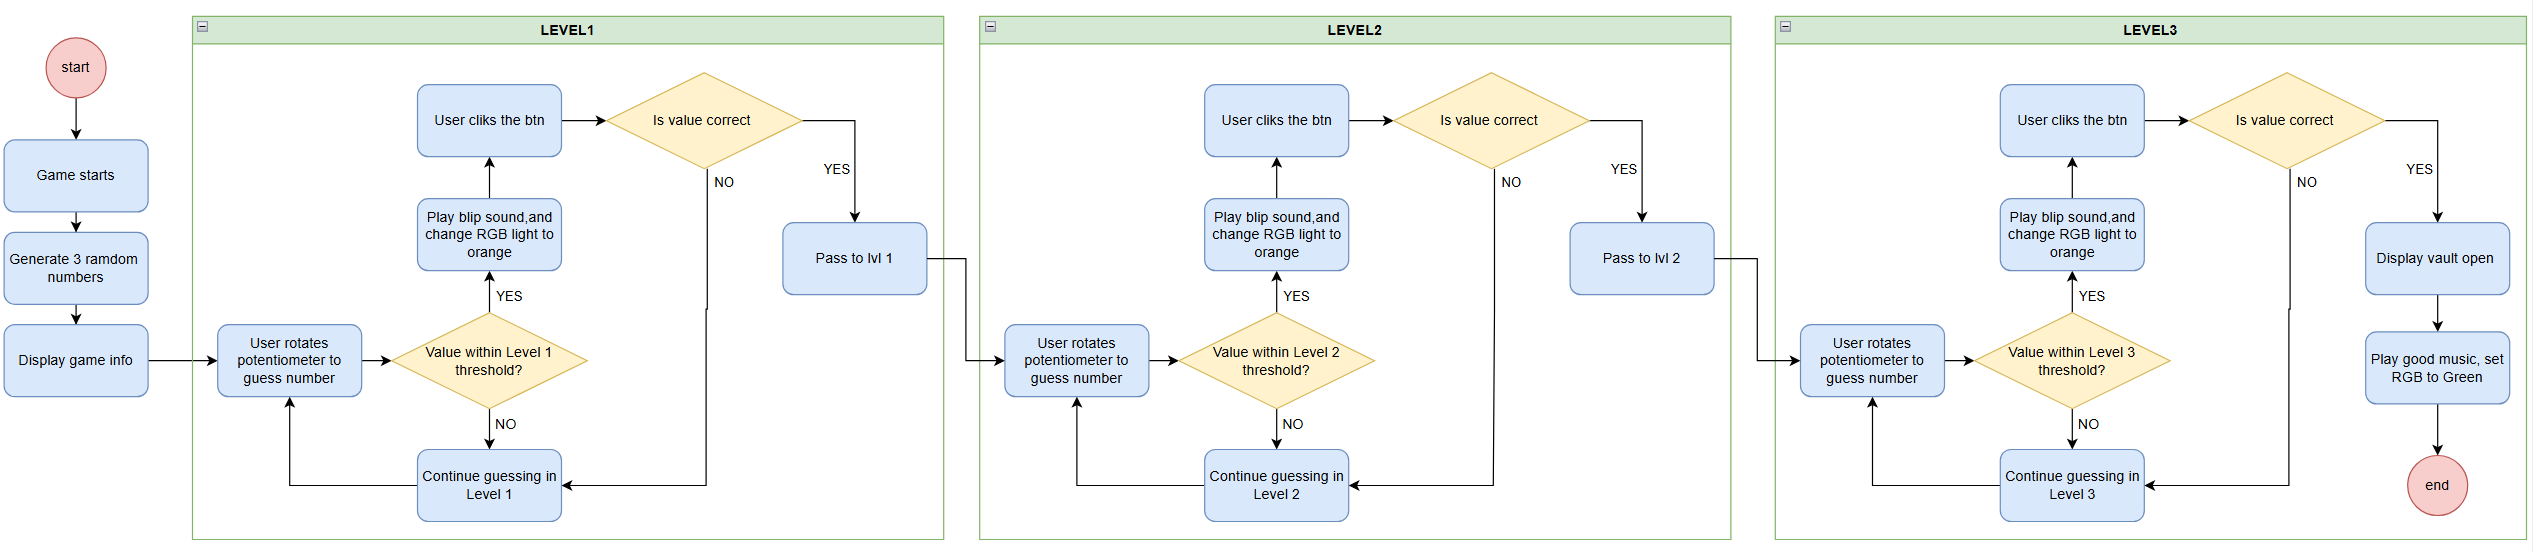 start
Game starts
Generate 3 ramdom
numbers
Display game info
LEVEL1
User cliks the btn
Is value correct
YES
NO
Play blip sound,and
change RGB light to
orange
Pass to lvl 1
YES
User rotates
potentiometer to
guess number
Value within Level 1
threshold?
NO
Continue guessing in
Level 1
LEVEL2
User cliks the btn
Is value correct
YES
NO
Play blip sound,and
change RGB light to
orange
Pass to lvl 2
YES
User rotates
potentiometer to
guess number
Value within Level 2
threshold?
NO
Continue guessing in
Level 2
LEVEL3
User cliks the btn
Is value correct
YES
NO
Play blip sound,and
change RGB light to
orange
Display vault open
YES
User rotates
potentiometer to
guess number
Value within Level 3
threshold?
Play good music, set
RGB to Green
NO
Continue guessing in
Level 3
end